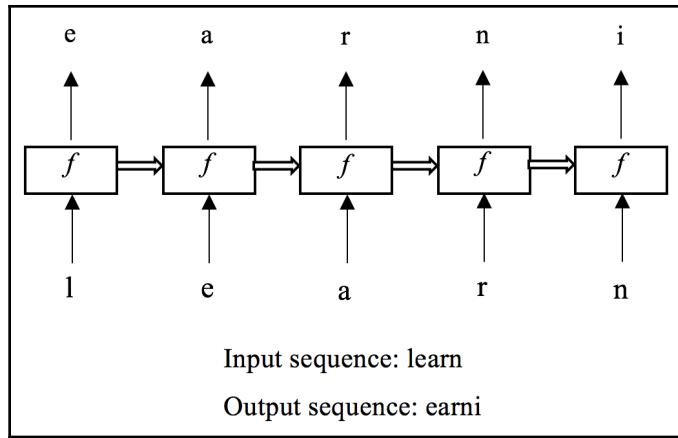 e a r n i
f f f f f
l e a r n
Input sequence: learn
Output sequence: earni